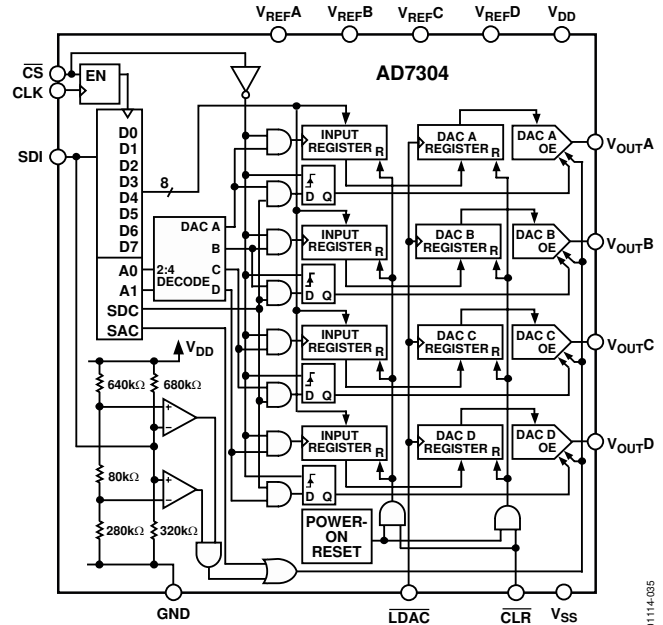 VREFA VREFB VREFC VREFD VDD
CS
CLK
EN
AD7304
SDI
D0
D1
D2
D3
D4
D5
D6
D7
A0
A1
SDC
SAC
8
2:4
DECODE
DAC A
B
C
D
INPUT
REGISTER R
D Q
DAC A
REGISTER R
DAC A
OE
VOUTA
INPUT
REGISTER R
D Q
DAC B
REGISTER R
DAC B
OE
VOUTB
INPUT
REGISTER R
D Q
DAC C
REGISTER R
DAC C
OE
VOUTC
INPUT
REGISTER R
D Q
DAC D
REGISTER R
DAC D
OE
VOUTD
VDD
640kΩ 680kΩ
80kΩ
280kΩ 320kΩ
+
−
+
−
POWER-
ON
RESET
GND LDAC CLR VSS
01114-035